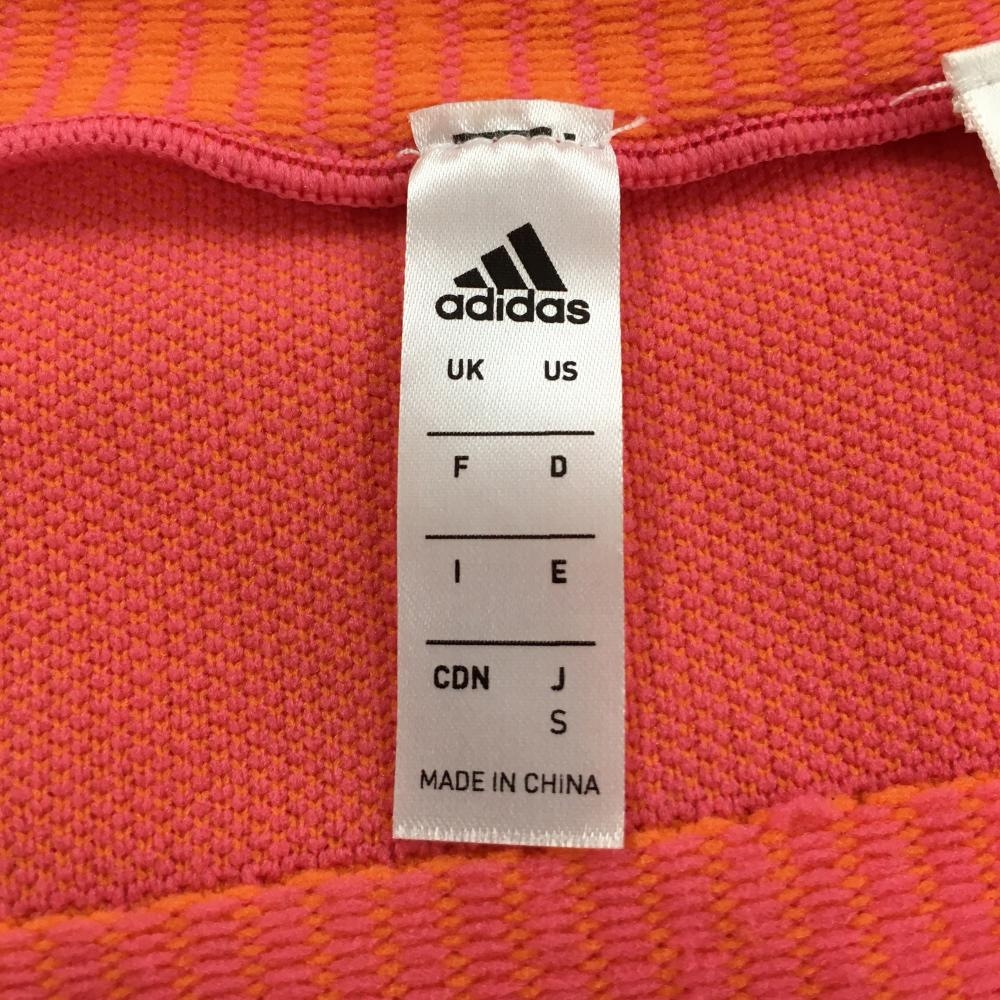 adidas
UK US
F D
I E
CDN J
S
MADE IN CHINA